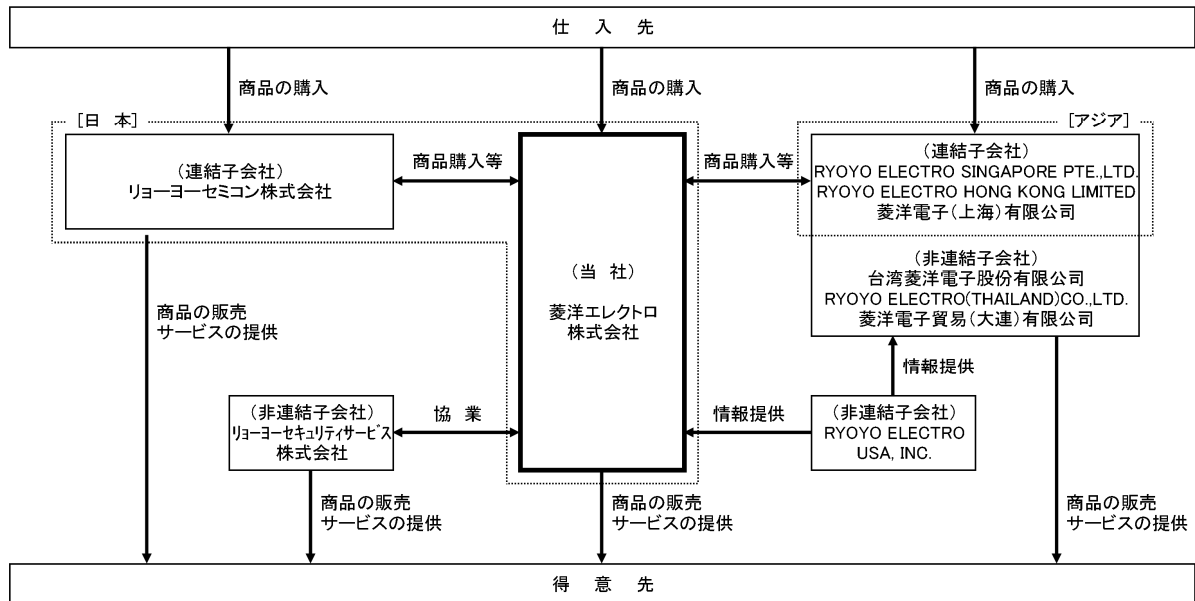 仕 入 先
商品の購入
商品の購入
商品の購入
[日 本]
[アジア]
(連結子会社)
リョーヨーセミコン株式会社
商品購入等
商品購入等
(連結子会社)
RYOYO ELECTRO SINGAPORE PTE.,LTD.
RYOYO ELECTRO HONG KONG LIMITED
菱洋電子(上海)有限公司
(当 社)
菱洋エレクトロ
株式会社
(非連結子会社)
台湾菱洋電子股份有限公司
RYOYO ELECTRO(THAILAND)CO.,LTD.
菱洋電子貿易(大連)有限公司
商品の販売
サービスの提供
情報提供
(非連結子会社)
リョーヨーセキュリティサービス
株式会社
協 業
情報提供
(非連結子会社)
RYOYO ELECTRO
USA, INC.
商品の販売
サービスの提供
商品の販売
サービスの提供
商品の販売
サービスの提供
得 意 先